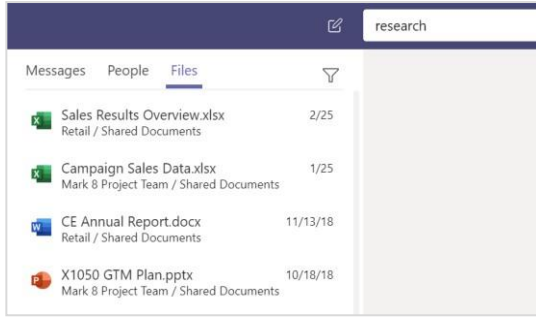 research
Messages People Files
Sales Results Overview.xlsx 2/25
Retail / Shared Documents
Campaign Sales Data.xlsx 1/25
Mark 8 Project Team / Shared Documents
CE Annual Report.docx 11/13/18
Retail / Shared Documents
X1050 GTM Plan.pptx 10/18/18
Mark 8 Project Team / Shared Documents